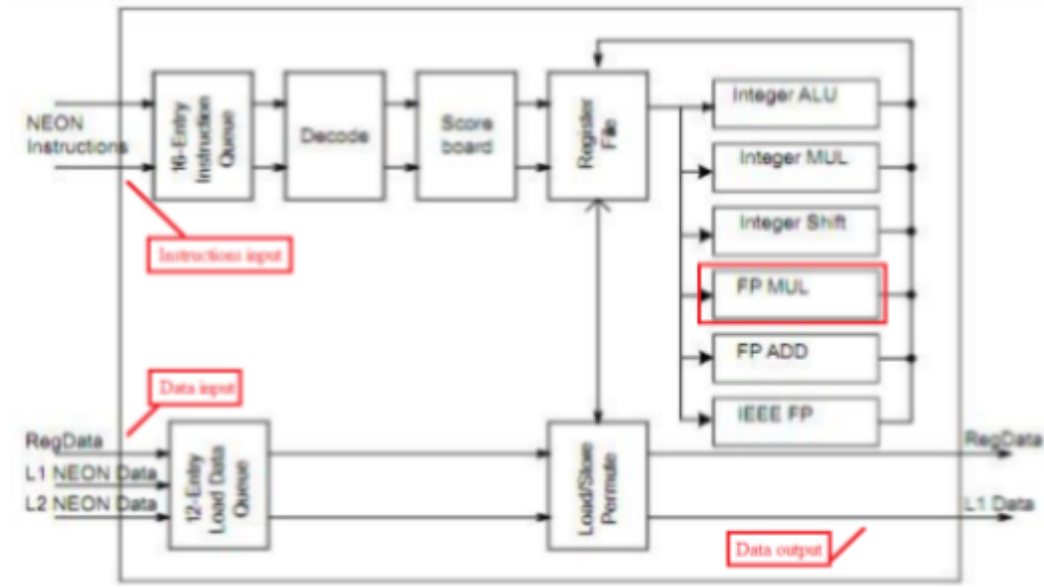 NEON
Instructions
16-Entry
Instruction
Queue
Decode
Score
board
Register
File
Integer ALU
Integer MUL
Integer Shift
FP MUL
FP ADD
IEEE FP
Instructions input
Data input
RegData
L1 NEON Data
L2 NEON Data
12-Entry
Load Data
Queue
Load/Store
Permute
RegData
L1 Data
Data output